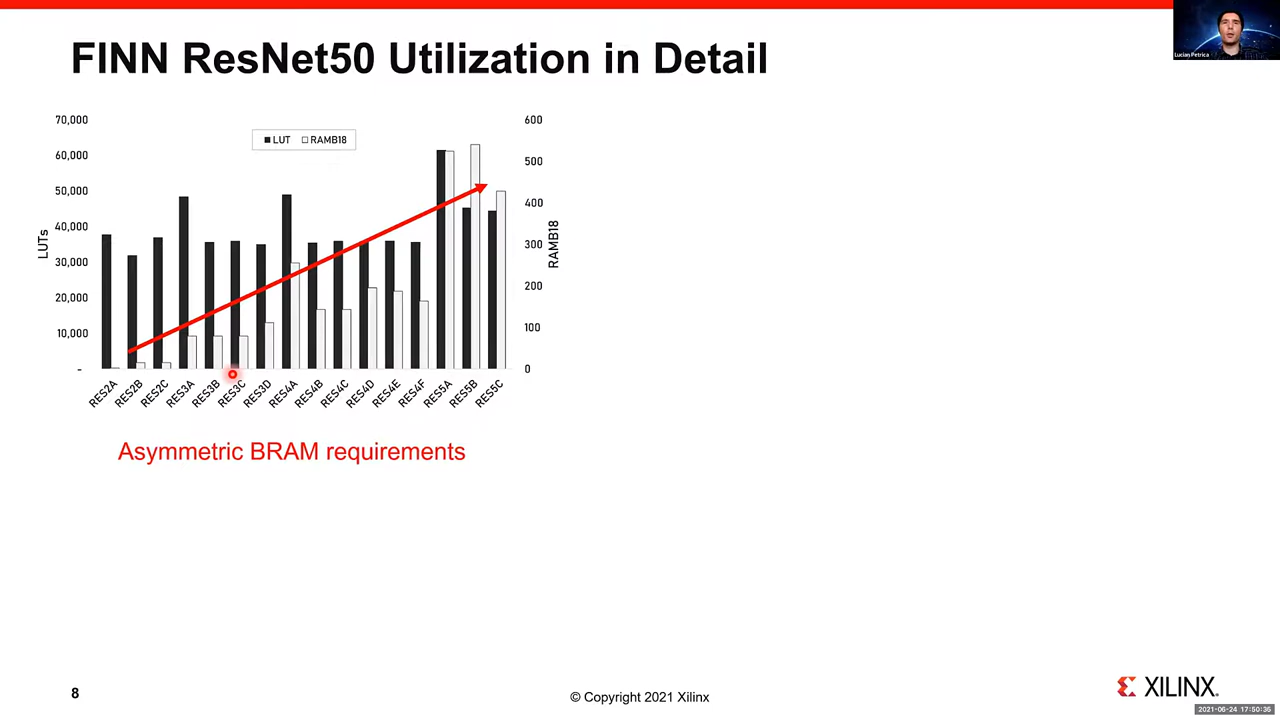 FINN ResNet50 Utilization in Detail
Lucian Petrica
70,000
60,000
50,000
40,000
30,000
20,000
10,000
-
LUTs
LUT RAMB18
600
500
400
300
200
100
0
RAMB18
RES2A
RES2B
RES2C
RES3A
RES3B
RES3C
RES3D
RES4A
RES4B
RES4C
RES4D
RES4E
RES4F
RES5A
RES5B
RES5C
Asymmetric BRAM requirements
8
© Copyright 2021 Xilinx
XILINX.
2021-06-24 17:50:35